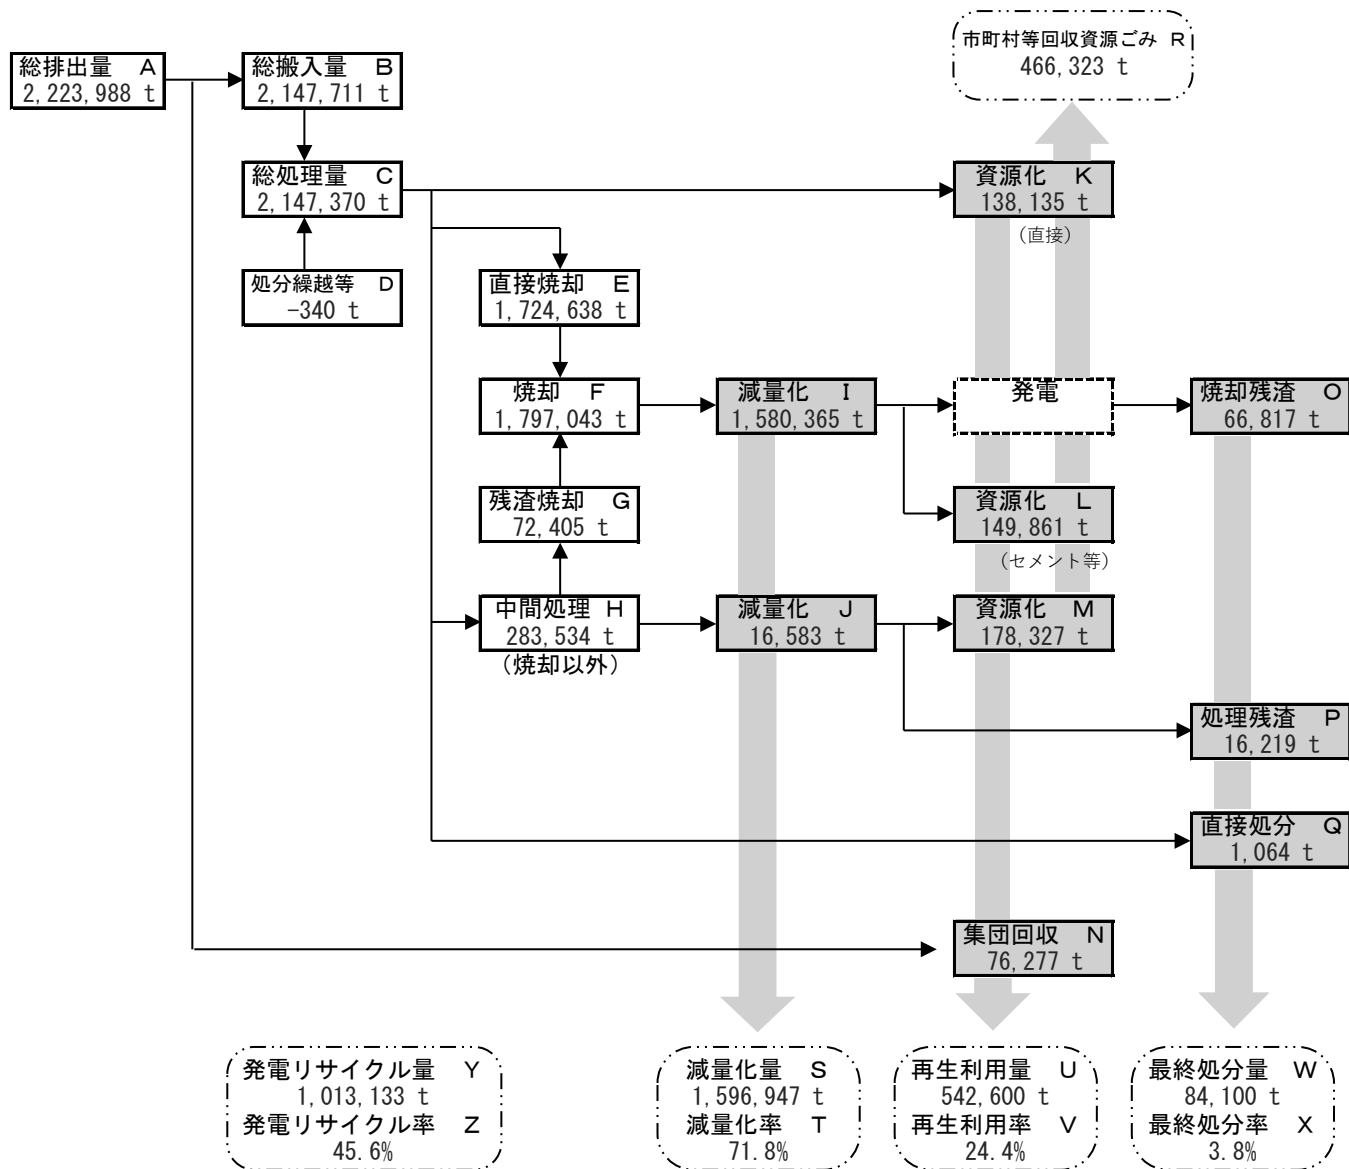 市町村等回収資源ごみ R
466,323 t
総排出量 A
2,223,988 t
総搬入量 B
2,147,711 t
総処理量 C
2,147,370 t
資源化 K
138,135 t
(直接)
処分繰越等 D
-340 t
直接焼却 E
1,724,638 t
焼却 F
1,797,043 t
減量化 I
1,580,365 t
発電
焼却残渣 O
66,817 t
残渣焼却 G
72,405 t
資源化 L
149,861 t
(セメント等)
中間処理 H
283,534 t
(焼却以外)
減量化 J
16,583 t
資源化 M
178,327 t
処理残渣 P
16,219 t
直接処分 Q
1,064 t
集団回収 N
76,277 t
発電リサイクル量 Y
1,013,133 t
発電リサイクル率 Z
45.6%
減量化量 S
1,596,947 t
減量化率 T
71.8%
再生利用量 U
542,600 t
再生利用率 V
24.4%
最終処分量 W
84,100 t
最終処分率 X
3.8%